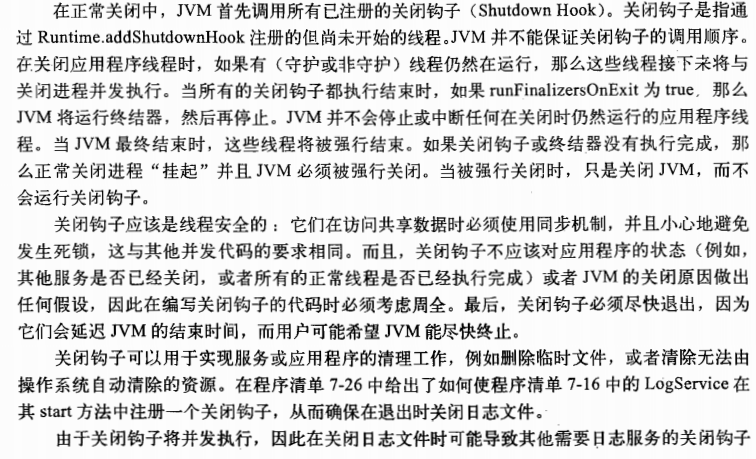 在正常关闭中，JVM 首先调用所有已注册的关闭钩子（Shutdown Hook）。关闭钩子是指通
过 Runtime.addShutdownHook 注册的但尚未开始的线程。JVM 并不能保证关闭钩子的调用顺序。
在关闭应用程序线程时，如果有（守护或非守护）线程仍然在运行，那么这些线程接下来将与
关闭进程并发执行。当所有的关闭钩子都执行结束时，如果 runFinalizersOnExit 为 true，那么
JVM 将运行终结器，然后再停止。JVM 并不会停止或中断任何在关闭时仍然运行的应用程序线
程。当 JVM 最终结束时，这些线程将被强行结束。如果关闭钩子或终结器没有执行完成，那
么正常关闭进程“挂起”并且 JVM 必须被强行关闭。当被强行关闭时，只是关闭 JVM，而不
会运行关闭钩子。
关闭钩子应该是线程安全的：它们在访问共享数据时必须使用同步机制，并且小心地避免
发生死锁，这与其他并发代码的要求相同。而且，关闭钩子不应该对应用程序的状态（例如，
其他服务是否已经关闭，或者所有的正常线程是否已经执行完成）或者 JVM 的关闭原因做出
任何假设，因此在编写关闭钩子的代码时必须考虑周全。最后，关闭钩子必须尽快退出，因为
它们会延迟 JVM 的结束时间，而用户可能希望 JVM 能尽快终止。
关闭钩子可以用于实现服务或应用程序的清理工作，例如删除临时文件，或者清除无法由
操作系统自动清除的资源。在程序清单 7-26 中给出了如何使程序清单 7-16 中的 LogService 在
其 start 方法中注册一个关闭钩子，从而确保在退出时关闭日志文件。
由于关闭钩子将并发执行，因此在关闭日志文件时可能导致其他需要日志服务的关闭钩子